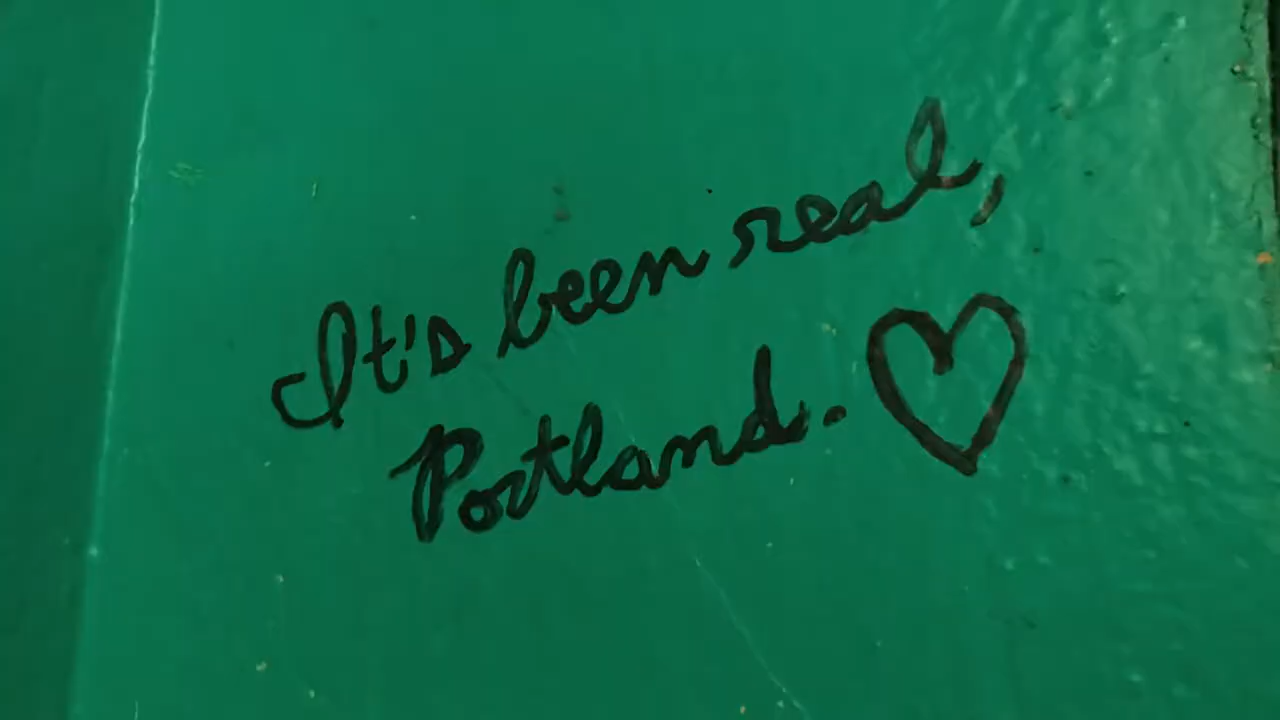 It's been real,
Portland. ♡